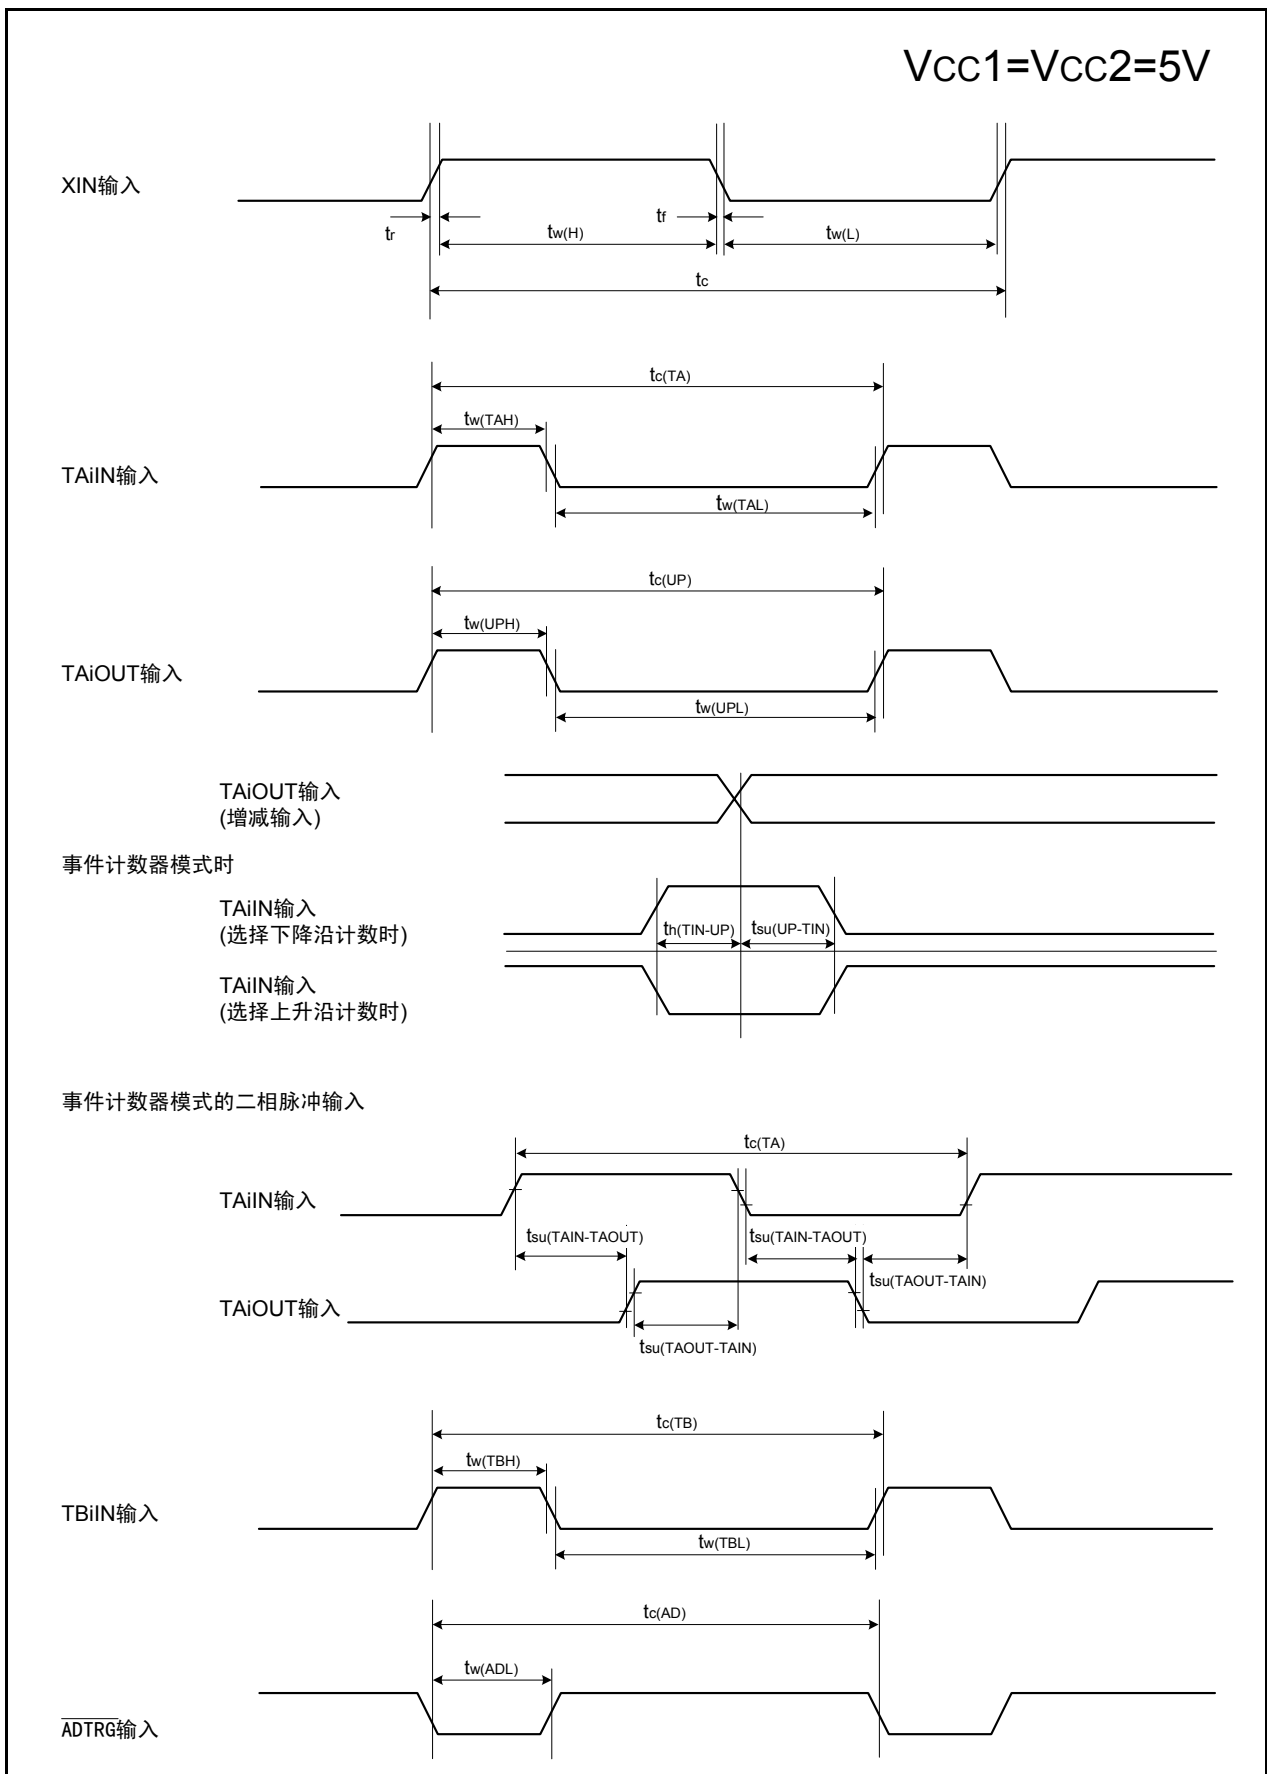 VCC1=VCC2=5V
XIN输入
tr
tw(H)
tf
tw(L)
tc
tc(TA)
tw(TAH)
TAiIN输入
tw(TAL)
tc(UP)
tw(UPH)
TAiOUT输入
tw(UPL)
TAiOUT输入
(增减输入)
事件计数器模式时
TAiIN输入
(选择下降沿计数时)
th(TIN-UP)
tsu(UP-TIN)
TAiIN输入
(选择上升沿计数时)
事件计数器模式的二相脉冲输入
tc(TA)
TAiIN输入
tsu(TAIN-TAOUT)
tsu(TAIN-TAOUT)
tsu(TAOUT-TAIN)
TAiOUT输入
tsu(TAOUT-TAIN)
tc(TB)
tw(TBH)
TBiIN输入
tw(TBL)
tc(AD)
tw(ADL)
ADTRG输入